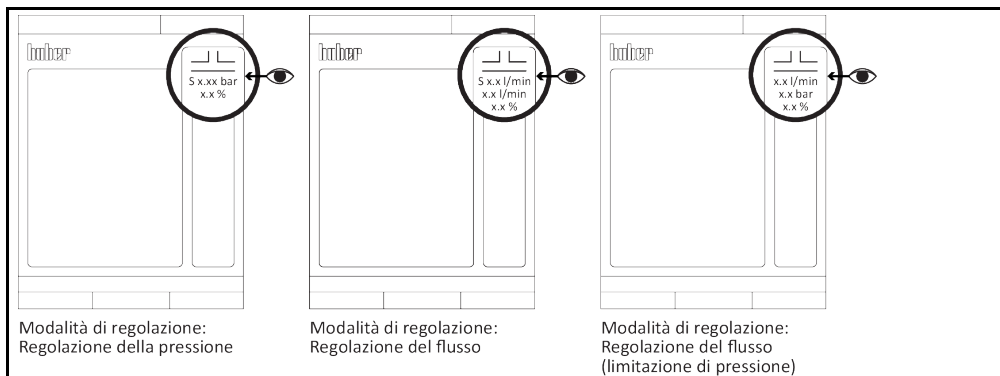 huber
S x.xx bar
x.x %
Modalità di regolazione:
Regolazione della pressione
huber
S x.x l/min
x.x l/min
x.x %
Modalità di regolazione:
Regolazione del flusso
huber
x.x l/min
x.x bar
x.x %
Modalità di regolazione:
Regolazione del flusso
(limitazione di pressione)